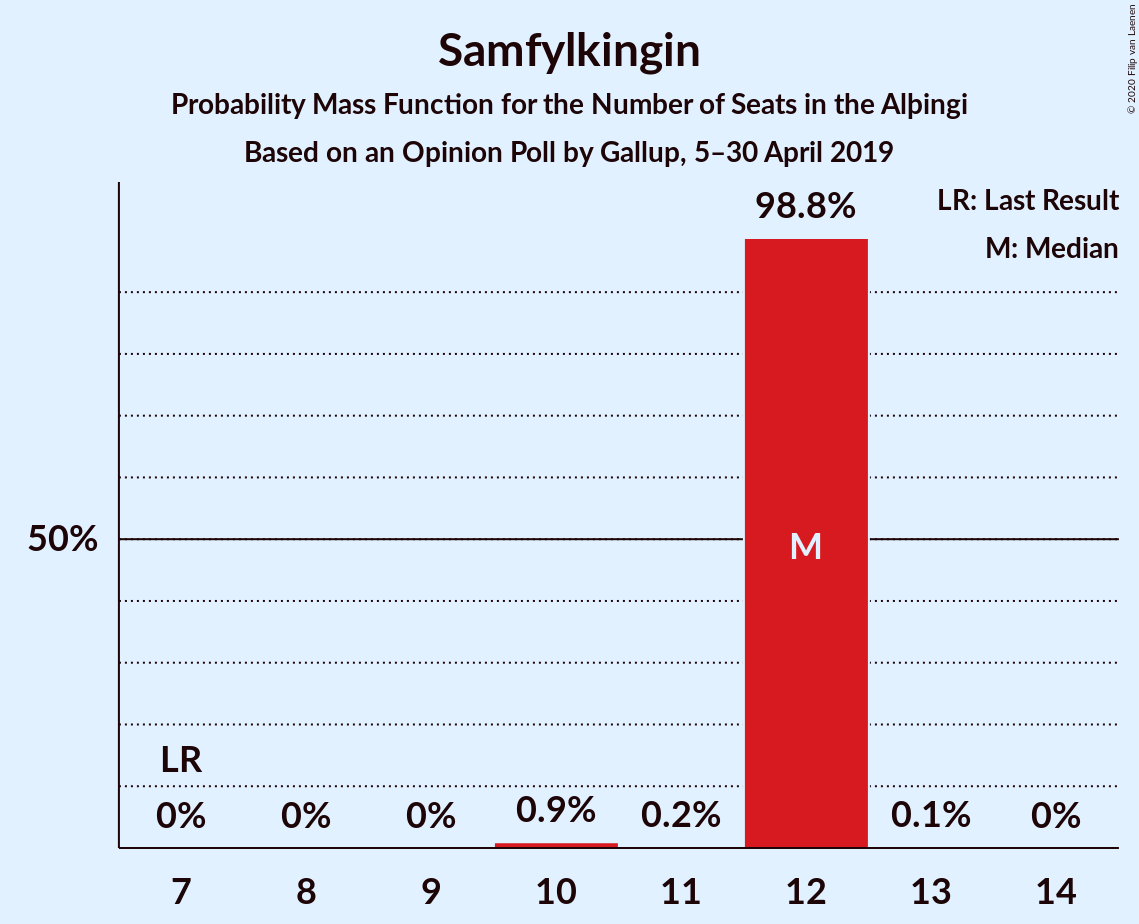 Samfylkingin
Probability Mass Function for the Number of Seats in the Alþingi
Based on an Opinion Poll by Gallup, 5–30 April 2019
© 2020 Filip van Laenen
LR: Last Result
M: Median
98.8%
50%
M
LR
0% 0% 0% 0.9% 0.2% 0.1% 0%
7 8 9 10 11 12 13 14